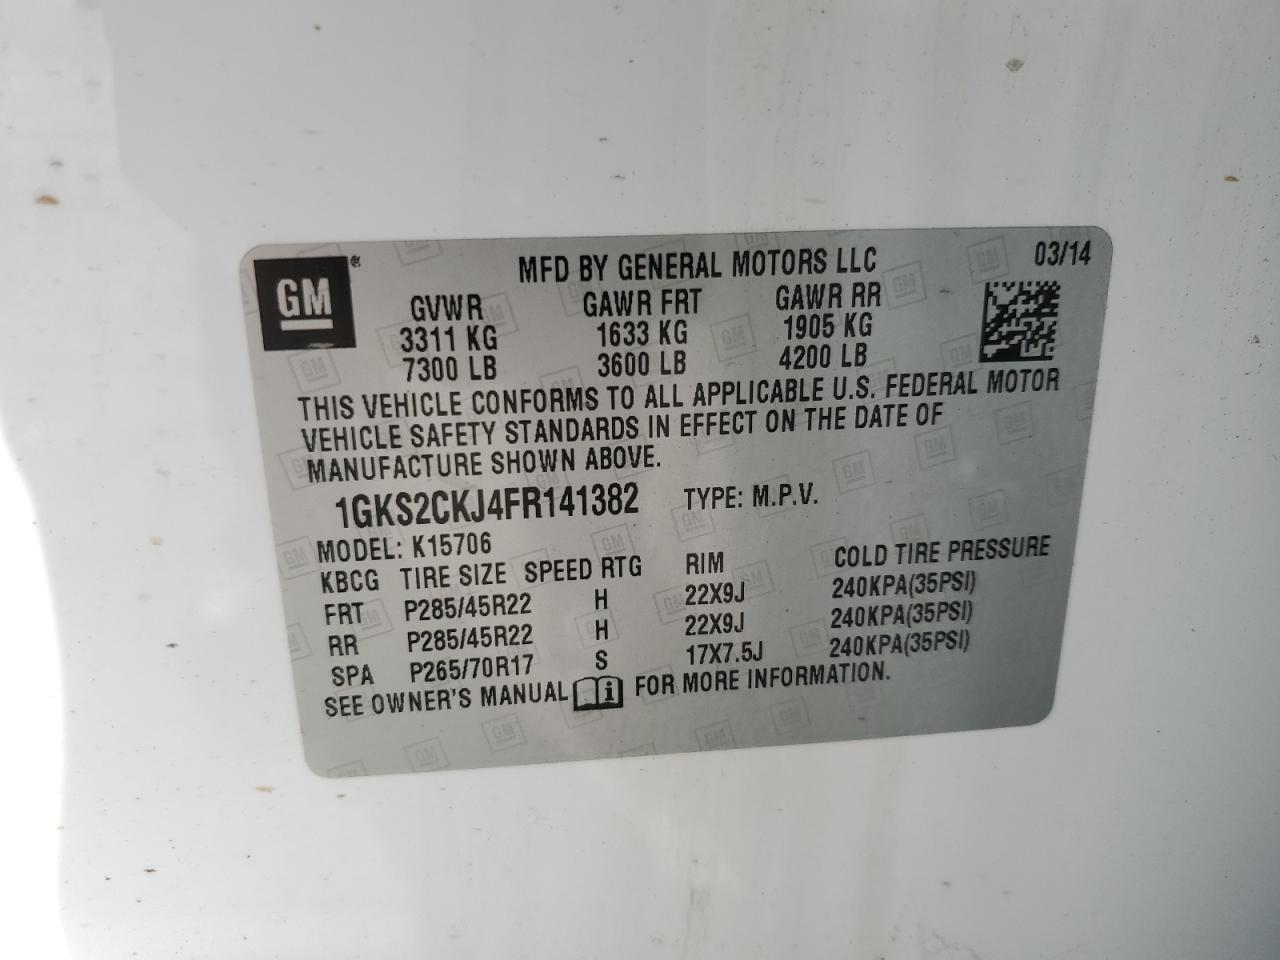 GM ®
MFD BY GENERAL MOTORS LLC 03/14
GVWR GAWR FRT GAWR RR
3311 KG 1633 KG 1905 KG
7300 LB 3600 LB 4200 LB
THIS VEHICLE CONFORMS TO ALL APPLICABLE U.S. FEDERAL MOTOR
VEHICLE SAFETY STANDARDS IN EFFECT ON THE DATE OF
MANUFACTURE SHOWN ABOVE.
1GKS2CKJ4FR141382 TYPE: M.P.V.
MODEL: K15706
KBCG TIRE SIZE SPEED RTG RIM COLD TIRE PRESSURE
FRT P285/45R22 H 22X9J 240KPA(35PSI)
RR P285/45R22 H 22X9J 240KPA(35PSI)
SPA P265/70R17 S 17X7.5J 240KPA(35PSI)
SEE OWNER'S MANUAL i FOR MORE INFORMATION.